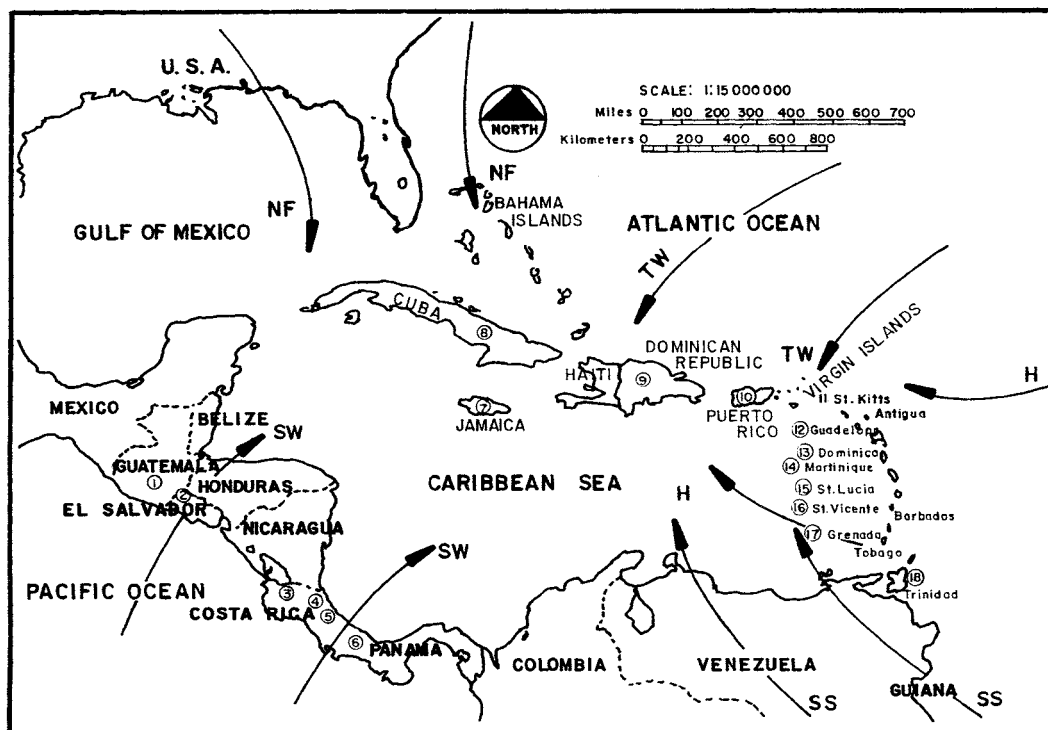 U.S.A.
SCALE: 1:15 000 000
Miles 0 100 200 300 400 500 600 700
Kilometers 0 200 400 600 800
NORTH
NF
NF
BAHAMA
ISLANDS
GULF OF MEXICO
ATLANTIC OCEAN
TW
CUBA
8
DOMINICAN
REPUBLIC
HAITI
9
TW
VIRGIN ISLANDS
H
10
PUERTO
RICO
7
JAMAICA
11 St. Kitts
Antigua
MEXICO
BELIZE
SW
12 Guadelope
13 Dominica
14 Martinique
GUATEMALA
1
HONDURAS
2
EL SALVADOR
CARIBBEAN SEA
H
15 St. Lucia
16 St. Vicente
Barbados
NICARAGUA
17 Grenada
Tobago
SW
PACIFIC OCEAN
18
Trinidad
3
4
COSTA RICA
5
6
PANAMA
COLOMBIA
VENEZUELA
GUIANA
SS
SS